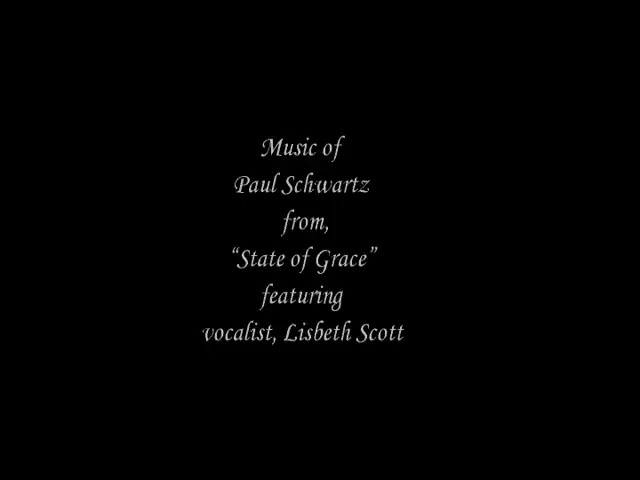 Music of
Paul Schwartz
from,
“State of Grace”
featuring
vocalist, Lisbeth Scott